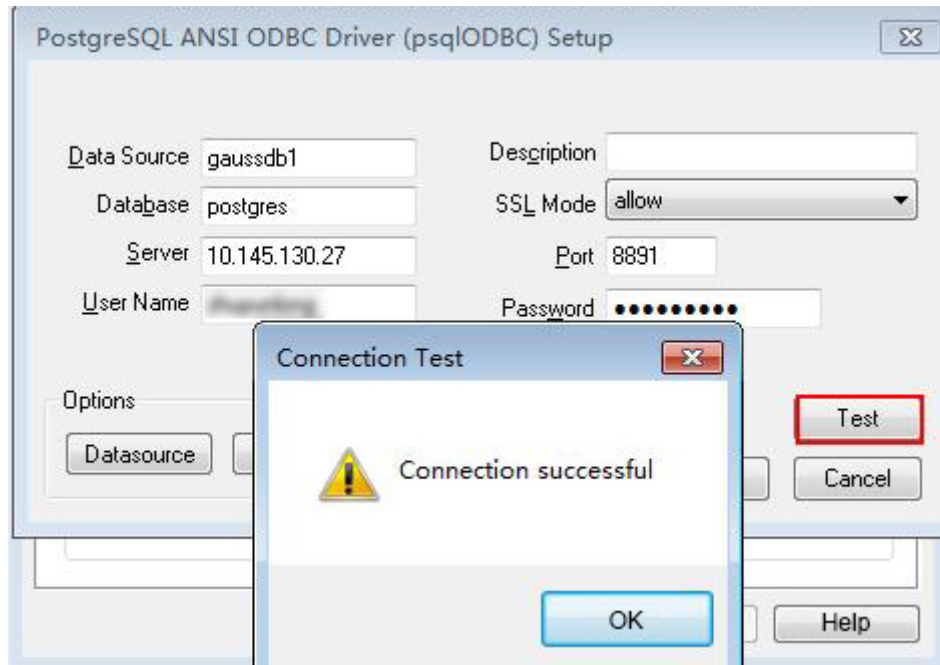 PostgreSQL ANSI ODBC Driver (psqlODBC) Setup
Data Source gaussdb1 Description
Database postgres SSL Mode allow
Server 10.145.130.27 Port 8891
User Name Password •••••••••
Connection Test
Options
Test
Datasource
Connection successful
Cancel
OK
Help